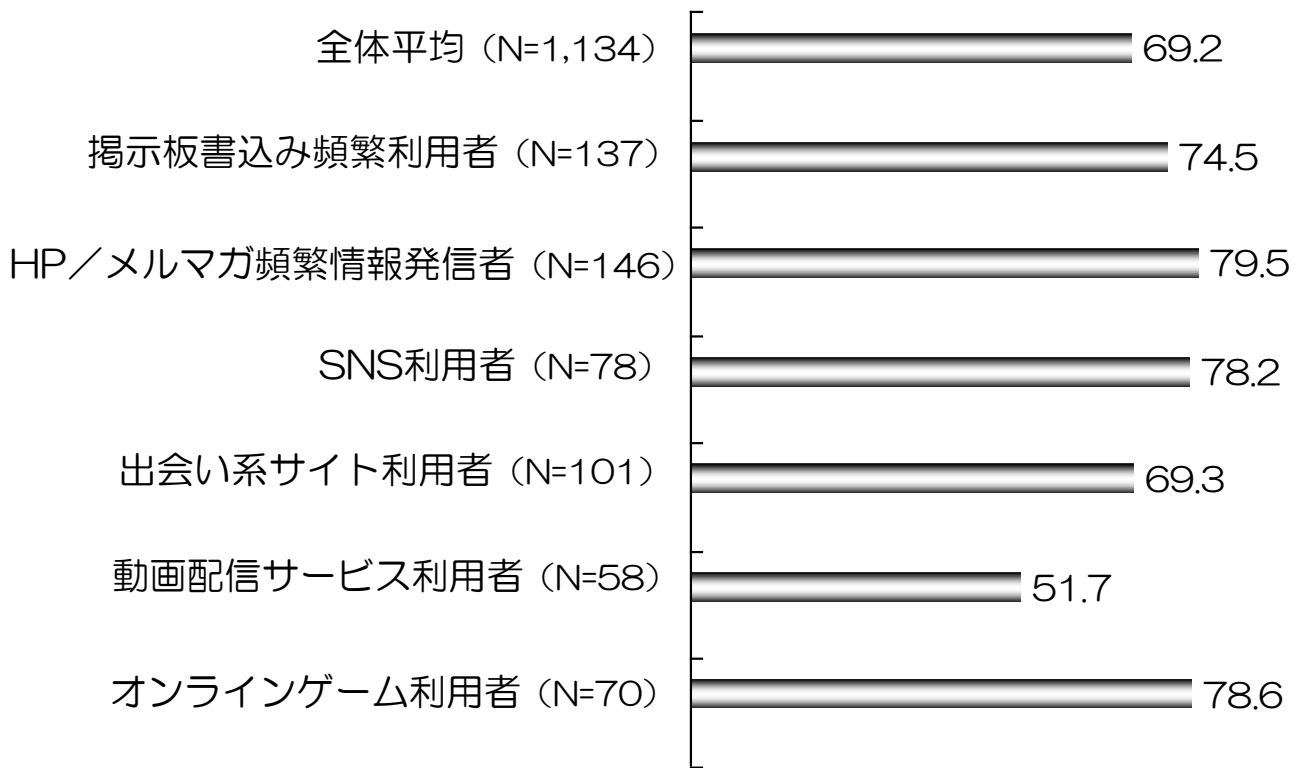 全体平均（N=1,134） 69.2
掲示板書込み頻繁利用者（N=137） 74.5
HP／メルマガ頻繁情報発信者（N=146） 79.5
SNS利用者（N=78） 78.2
出会い系サイト利用者（N=101） 69.3
動画配信サービス利用者（N=58） 51.7
オンラインゲーム利用者（N=70） 78.6